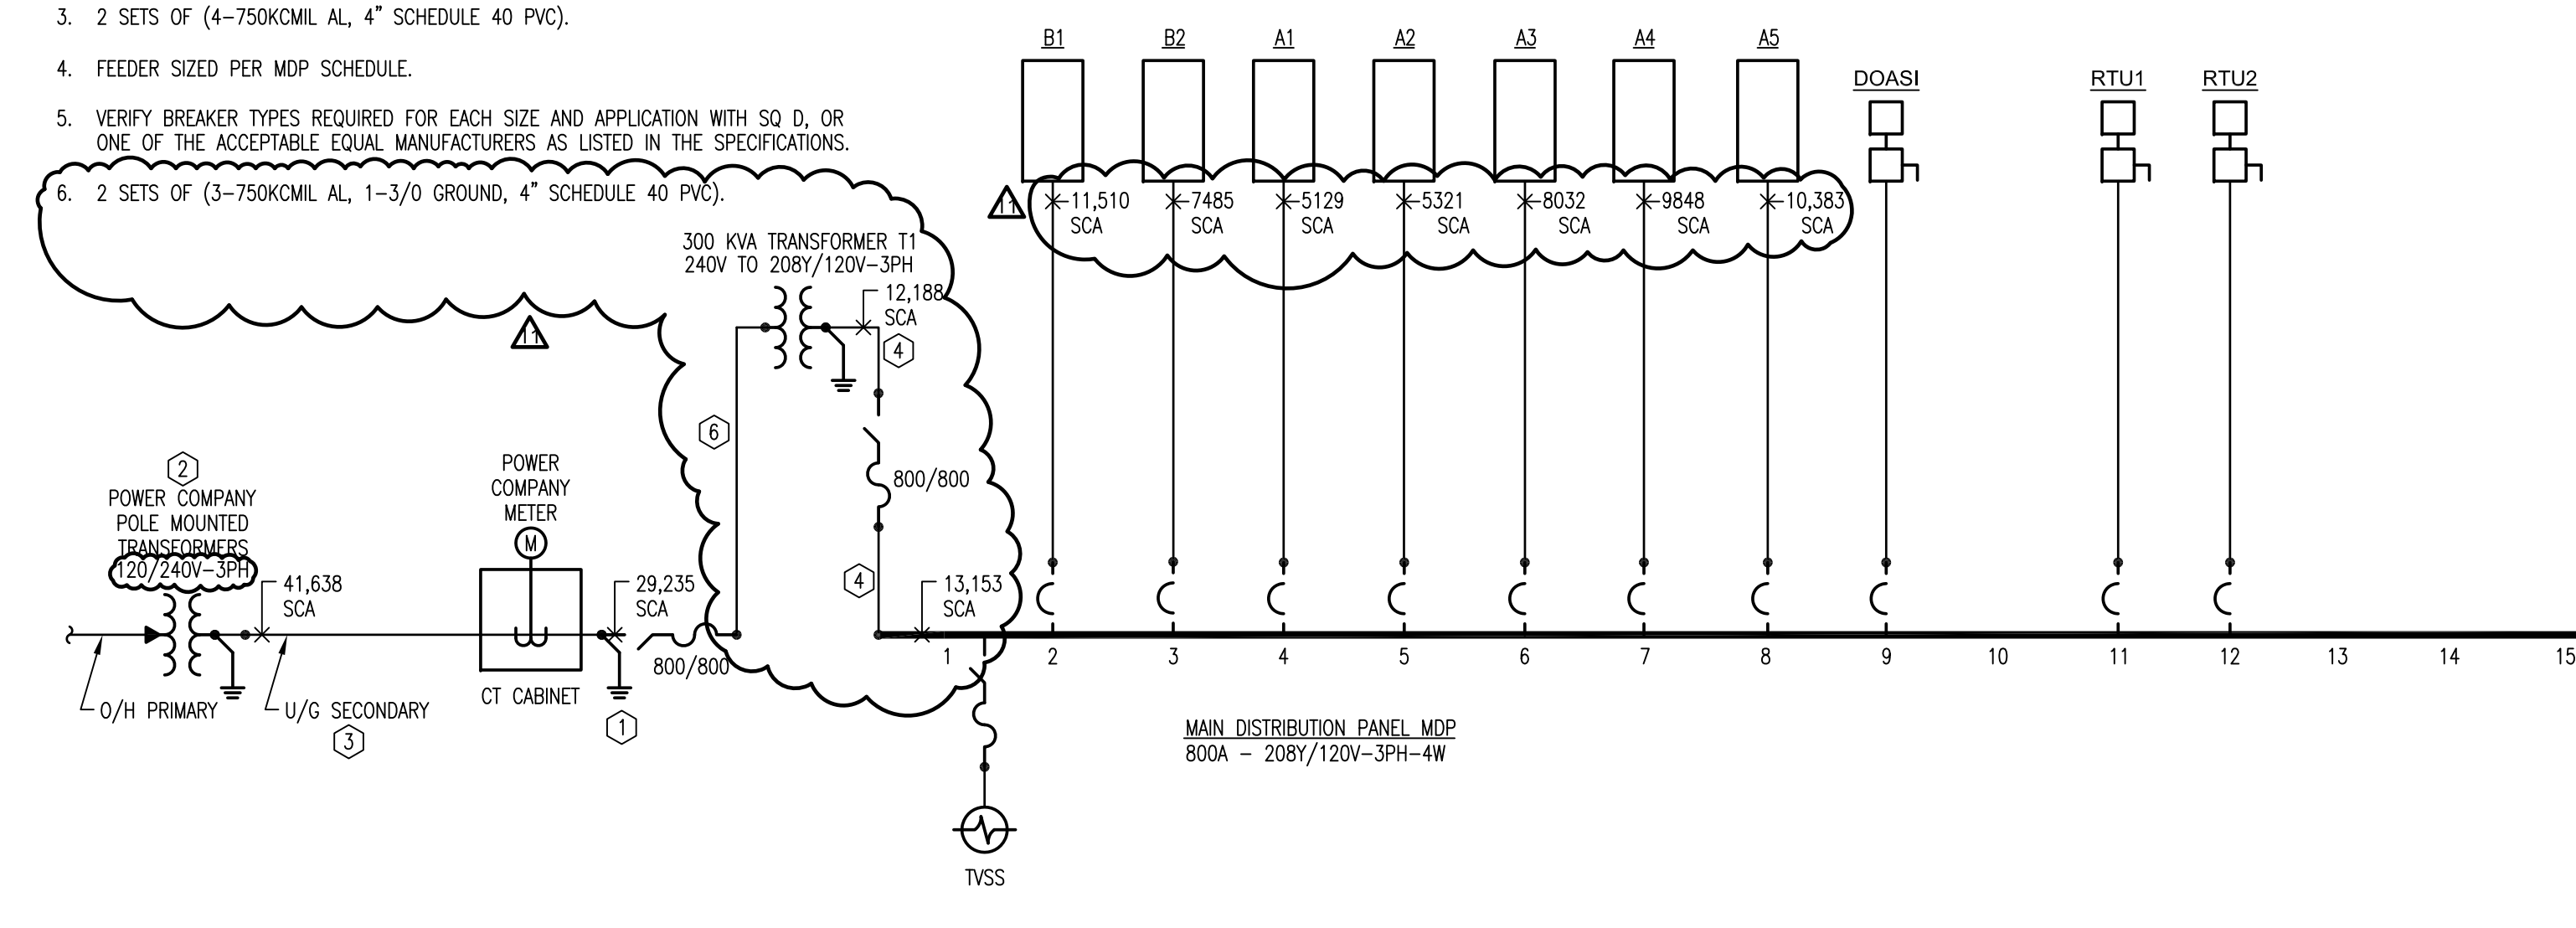 3. 2 SETS OF (4-750KCMIL AL, 4" SCHEDULE 40 PVC).
4. FEEDER SIZED PER MDP SCHEDULE.
5. VERIFY BREAKER TYPES REQUIRED FOR EACH SIZE AND APPLICATION WITH SQ D, OR
ONE OF THE ACCEPTABLE EQUAL MANUFACTURERS AS LISTED IN THE SPECIFICATIONS.
6. 2 SETS OF (3-750KCMIL AL, 1-3/0 GROUND, 4" SCHEDULE 40 PVC).
11
300 KVA TRANSFORMER T1
240V TO 208Y/120V-3PH
12,188
SCA
4
6
800/800
4
2
POWER COMPANY
POLE MOUNTED
TRANSFORMERS
120/240V-3PH
41,638
SCA
O/H PRIMARY
U/G SECONDARY
3
POWER
COMPANY
METER
M
CT CABINET
29,235
SCA
800/800
1
13,153
SCA
TVSS
B1 B2 A1 A2 A3 A4 A5
DOASI RTU1 RTU2
11
11,510 7485 5129 5321 8032 9848 10,383
SCA SCA SCA SCA SCA SCA SCA
1 2 3 4 5 6 7 8 9 10 11 12 13 14 15
MAIN DISTRIBUTION PANEL MDP
800A - 208Y/120V-3PH-4W